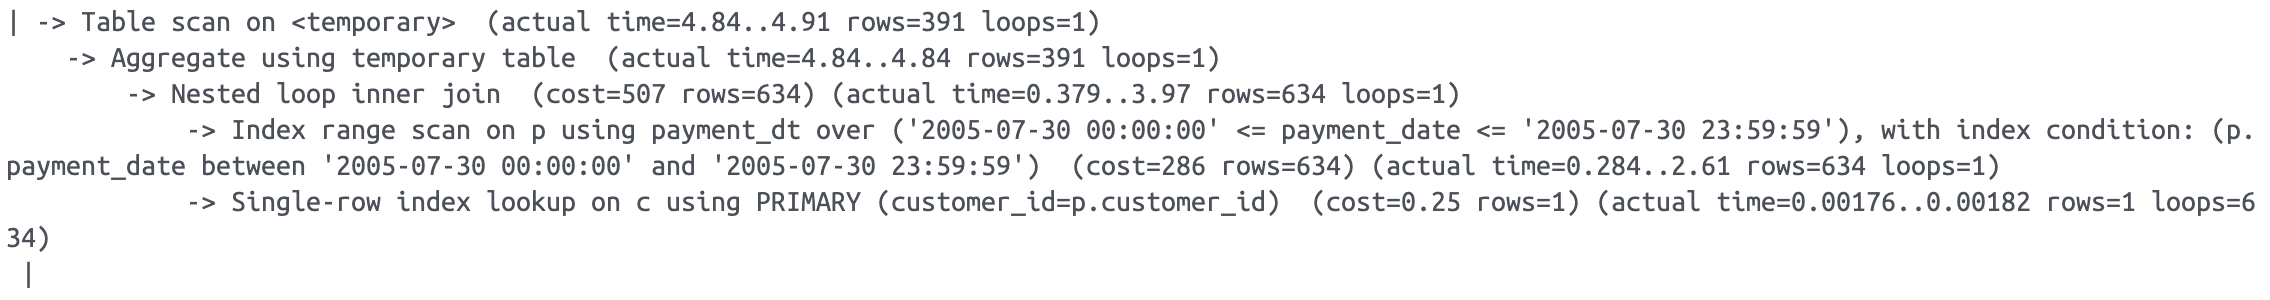 | -> Table scan on <temporary>  (actual time=4.84..4.91 rows=391 loops=1)
    -> Aggregate using temporary table  (actual time=4.84..4.84 rows=391 loops=1)
        -> Nested loop inner join  (cost=507 rows=634) (actual time=0.379..3.97 rows=634 loops=1)
            -> Index range scan on p using payment_dt over ('2005-07-30 00:00:00' <= payment_date <= '2005-07-30 23:59:59'), with index condition: (p.
payment_date between '2005-07-30 00:00:00' and '2005-07-30 23:59:59')  (cost=286 rows=634) (actual time=0.284..2.61 rows=634 loops=1)
            -> Single-row index lookup on c using PRIMARY (customer_id=p.customer_id)  (cost=0.25 rows=1) (actual time=0.00176..0.00182 rows=1 loops=6
34)
 |